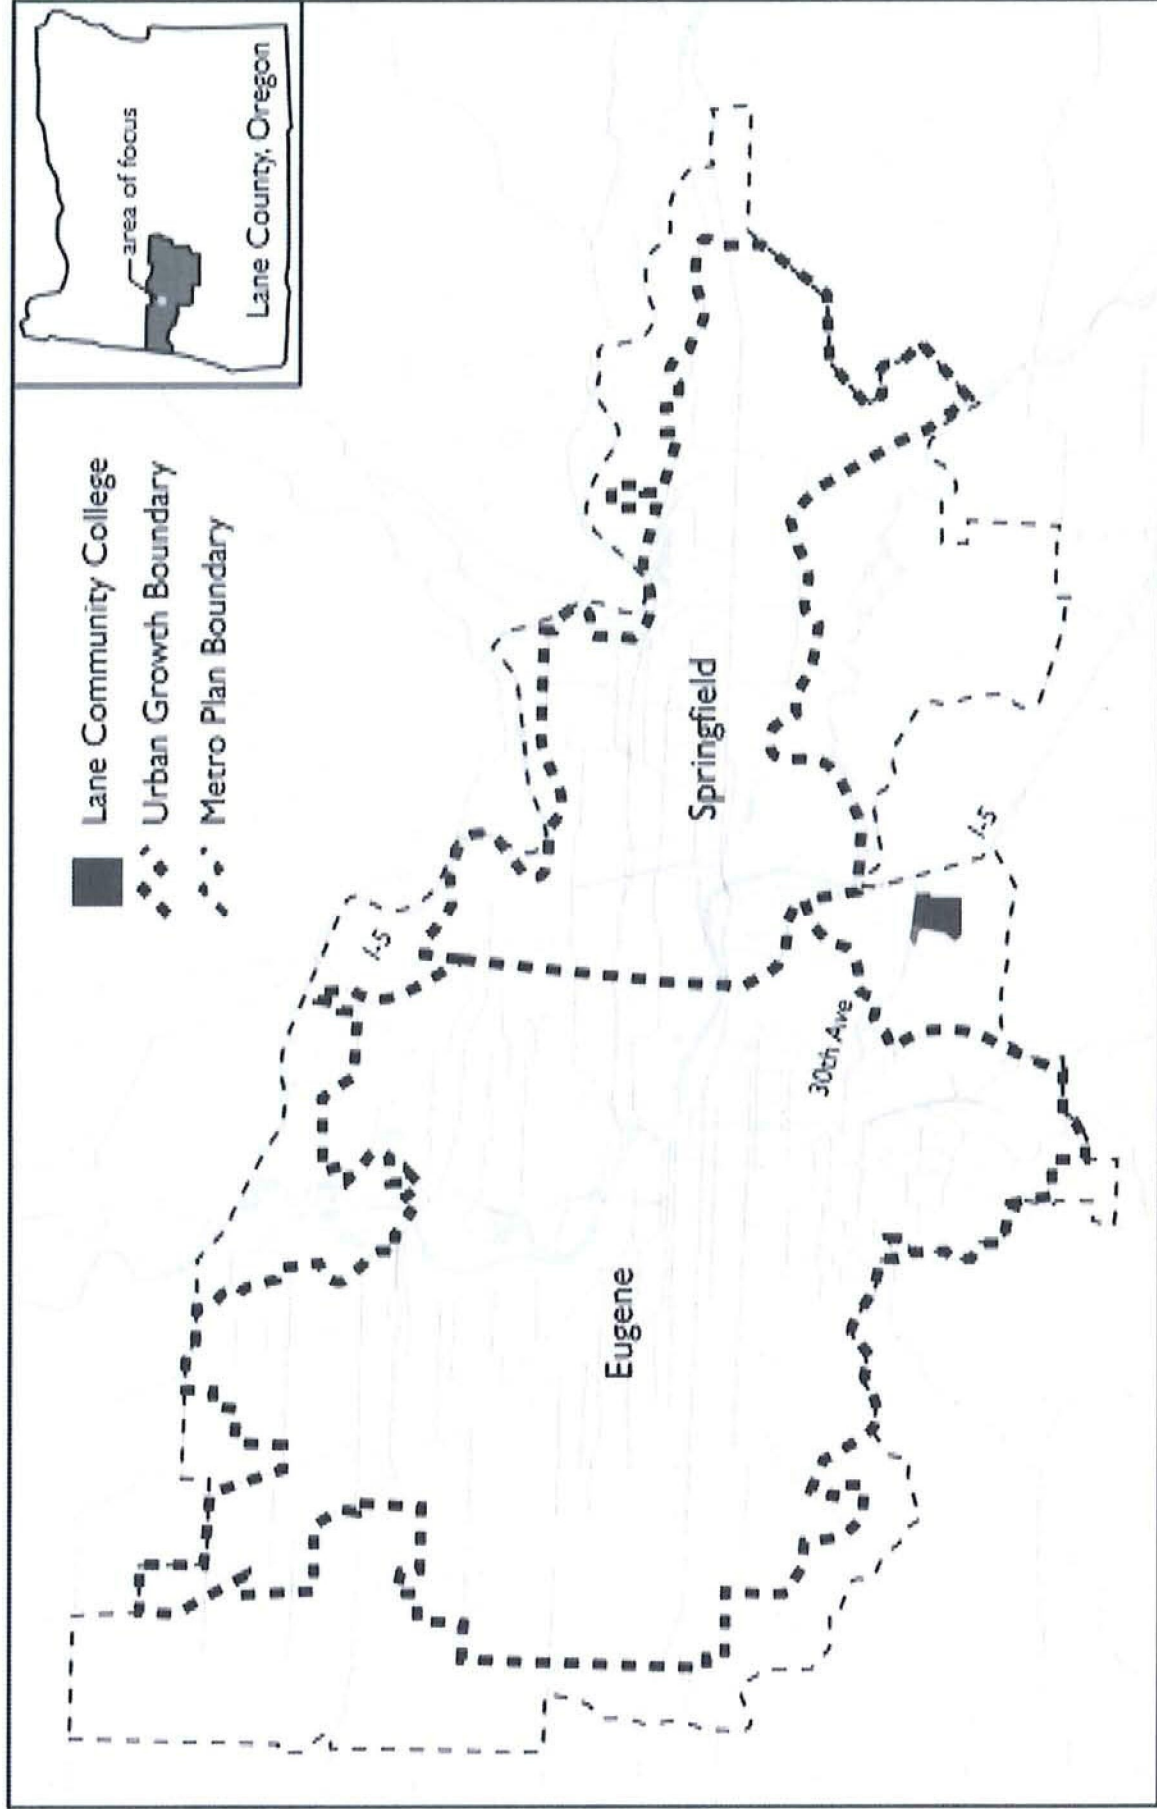 area of focus
Lane County, Oregon
Lane Community College
Urban Growth Boundary
Metro Plan Boundary
I-5
Springfield
Eugene
30th Ave
I-5